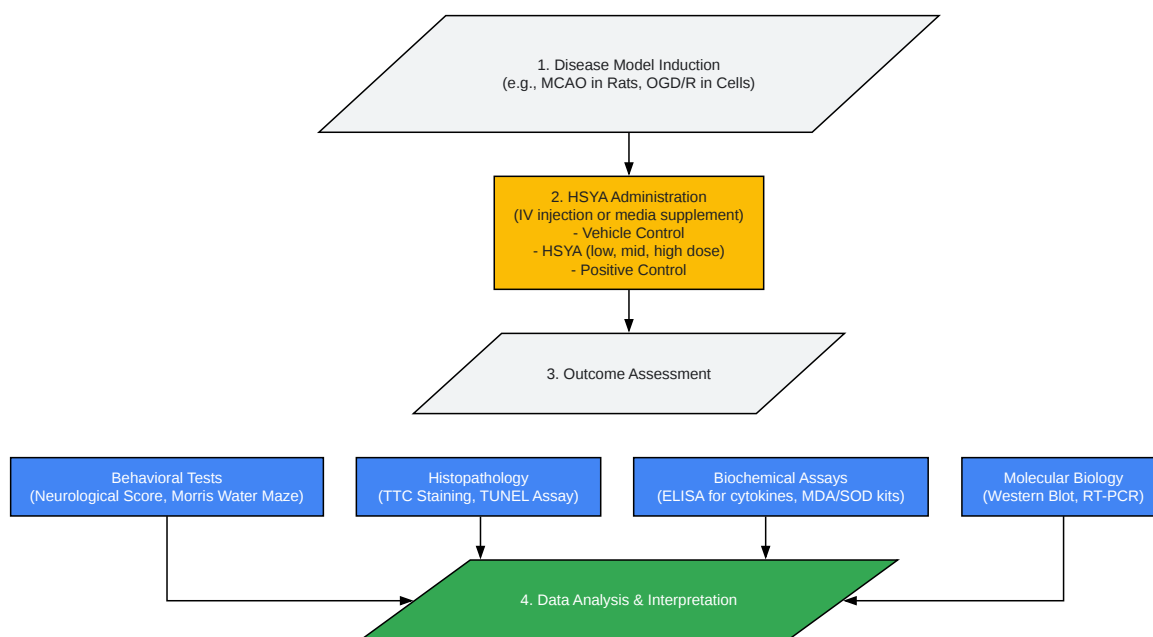 1. Disease Model Induction
(e.g., MCAO in Rats, OGD/R in Cells)
2. HSYA Administration
(IV injection or media supplement)
- Vehicle Control
- HSYA (low, mid, high dose)
- Positive Control
3. Outcome Assessment
Behavioral Tests
(Neurological Score, Morris Water Maze)
Histopathology
(TTC Staining, TUNEL Assay)
Biochemical Assays
(ELISA for cytokines, MDA/SOD kits)
Molecular Biology
(Western Blot, RT-PCR)
4. Data Analysis & Interpretation